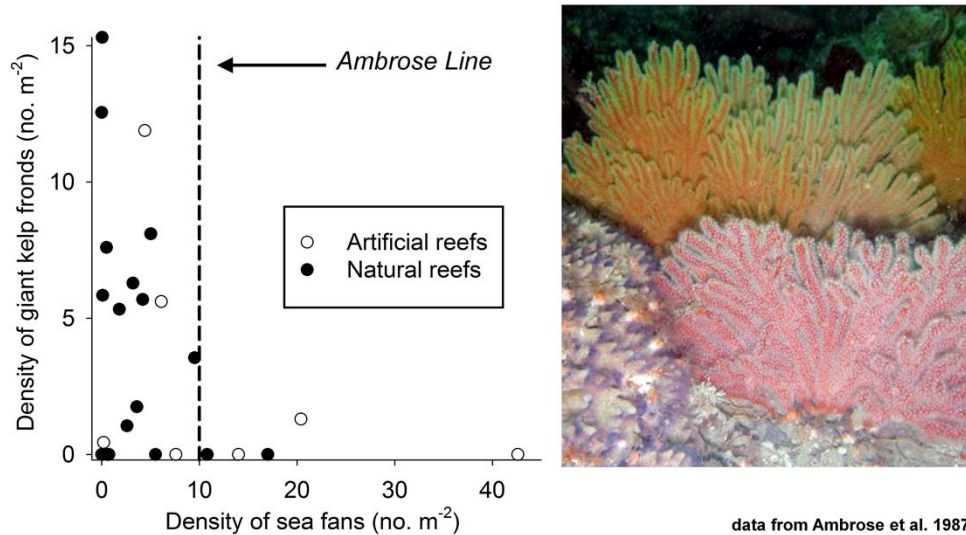 15
10
5
0
Density of giant kelp fronds (no. m-2)
Ambrose Line
Artificial reefs
Natural reefs
0 10 20 30 40
Density of sea fans (no. m-2)
data from Ambrose et al. 1987